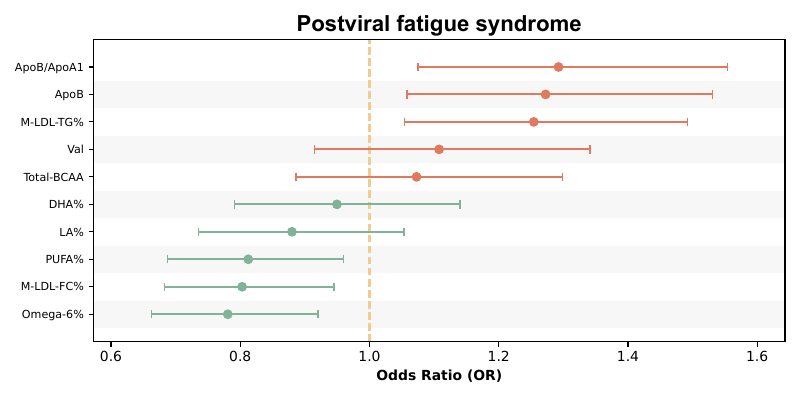 Postviral fatigue syndrome
ApoB/ApoA1
ApoB
M-LDL-TG%
Val
Total-BCAA
DHA%
LA%
PUFA%
M-LDL-FC%
Omega-6%
0.6 0.8 1.0 1.2 1.4 1.6
Odds Ratio (OR)